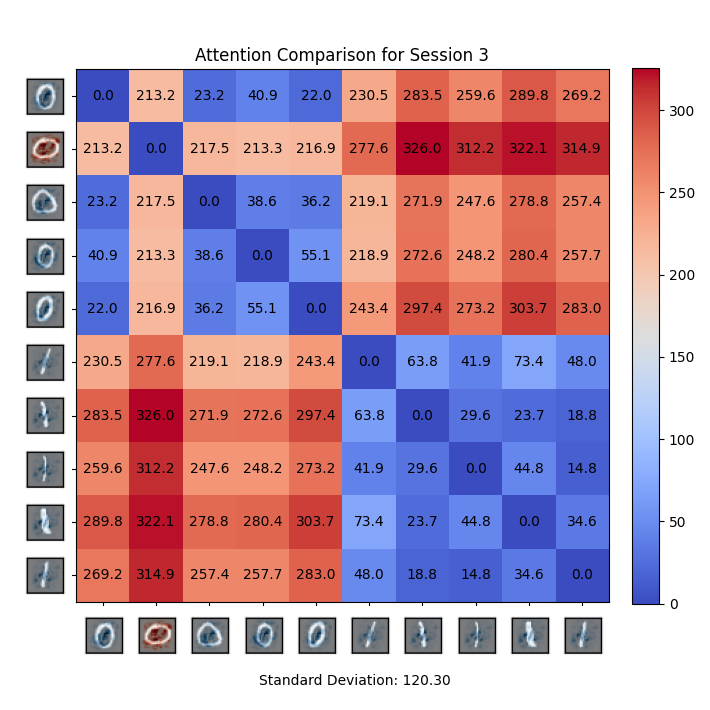 Attention Comparison for Session 3
0.0 213.2 23.2 40.9 22.0 230.5 283.5 259.6 289.8 269.2
213.2 0.0 217.5 213.3 216.9 277.6 326.0 312.2 322.1 314.9
23.2 217.5 0.0 38.6 36.2 219.1 271.9 247.6 278.8 257.4
40.9 213.3 38.6 0.0 55.1 218.9 272.6 248.2 280.4 257.7
22.0 216.9 36.2 55.1 0.0 243.4 297.4 273.2 303.7 283.0
230.5 277.6 219.1 218.9 243.4 0.0 63.8 41.9 73.4 48.0
283.5 326.0 271.9 272.6 297.4 63.8 0.0 29.6 23.7 18.8
259.6 312.2 247.6 248.2 273.2 41.9 29.6 0.0 44.8 14.8
289.8 322.1 278.8 280.4 303.7 73.4 23.7 44.8 0.0 34.6
269.2 314.9 257.4 257.7 283.0 48.0 18.8 14.8 34.6 0.0
300
250
200
150
100
50
0
Standard Deviation: 120.30